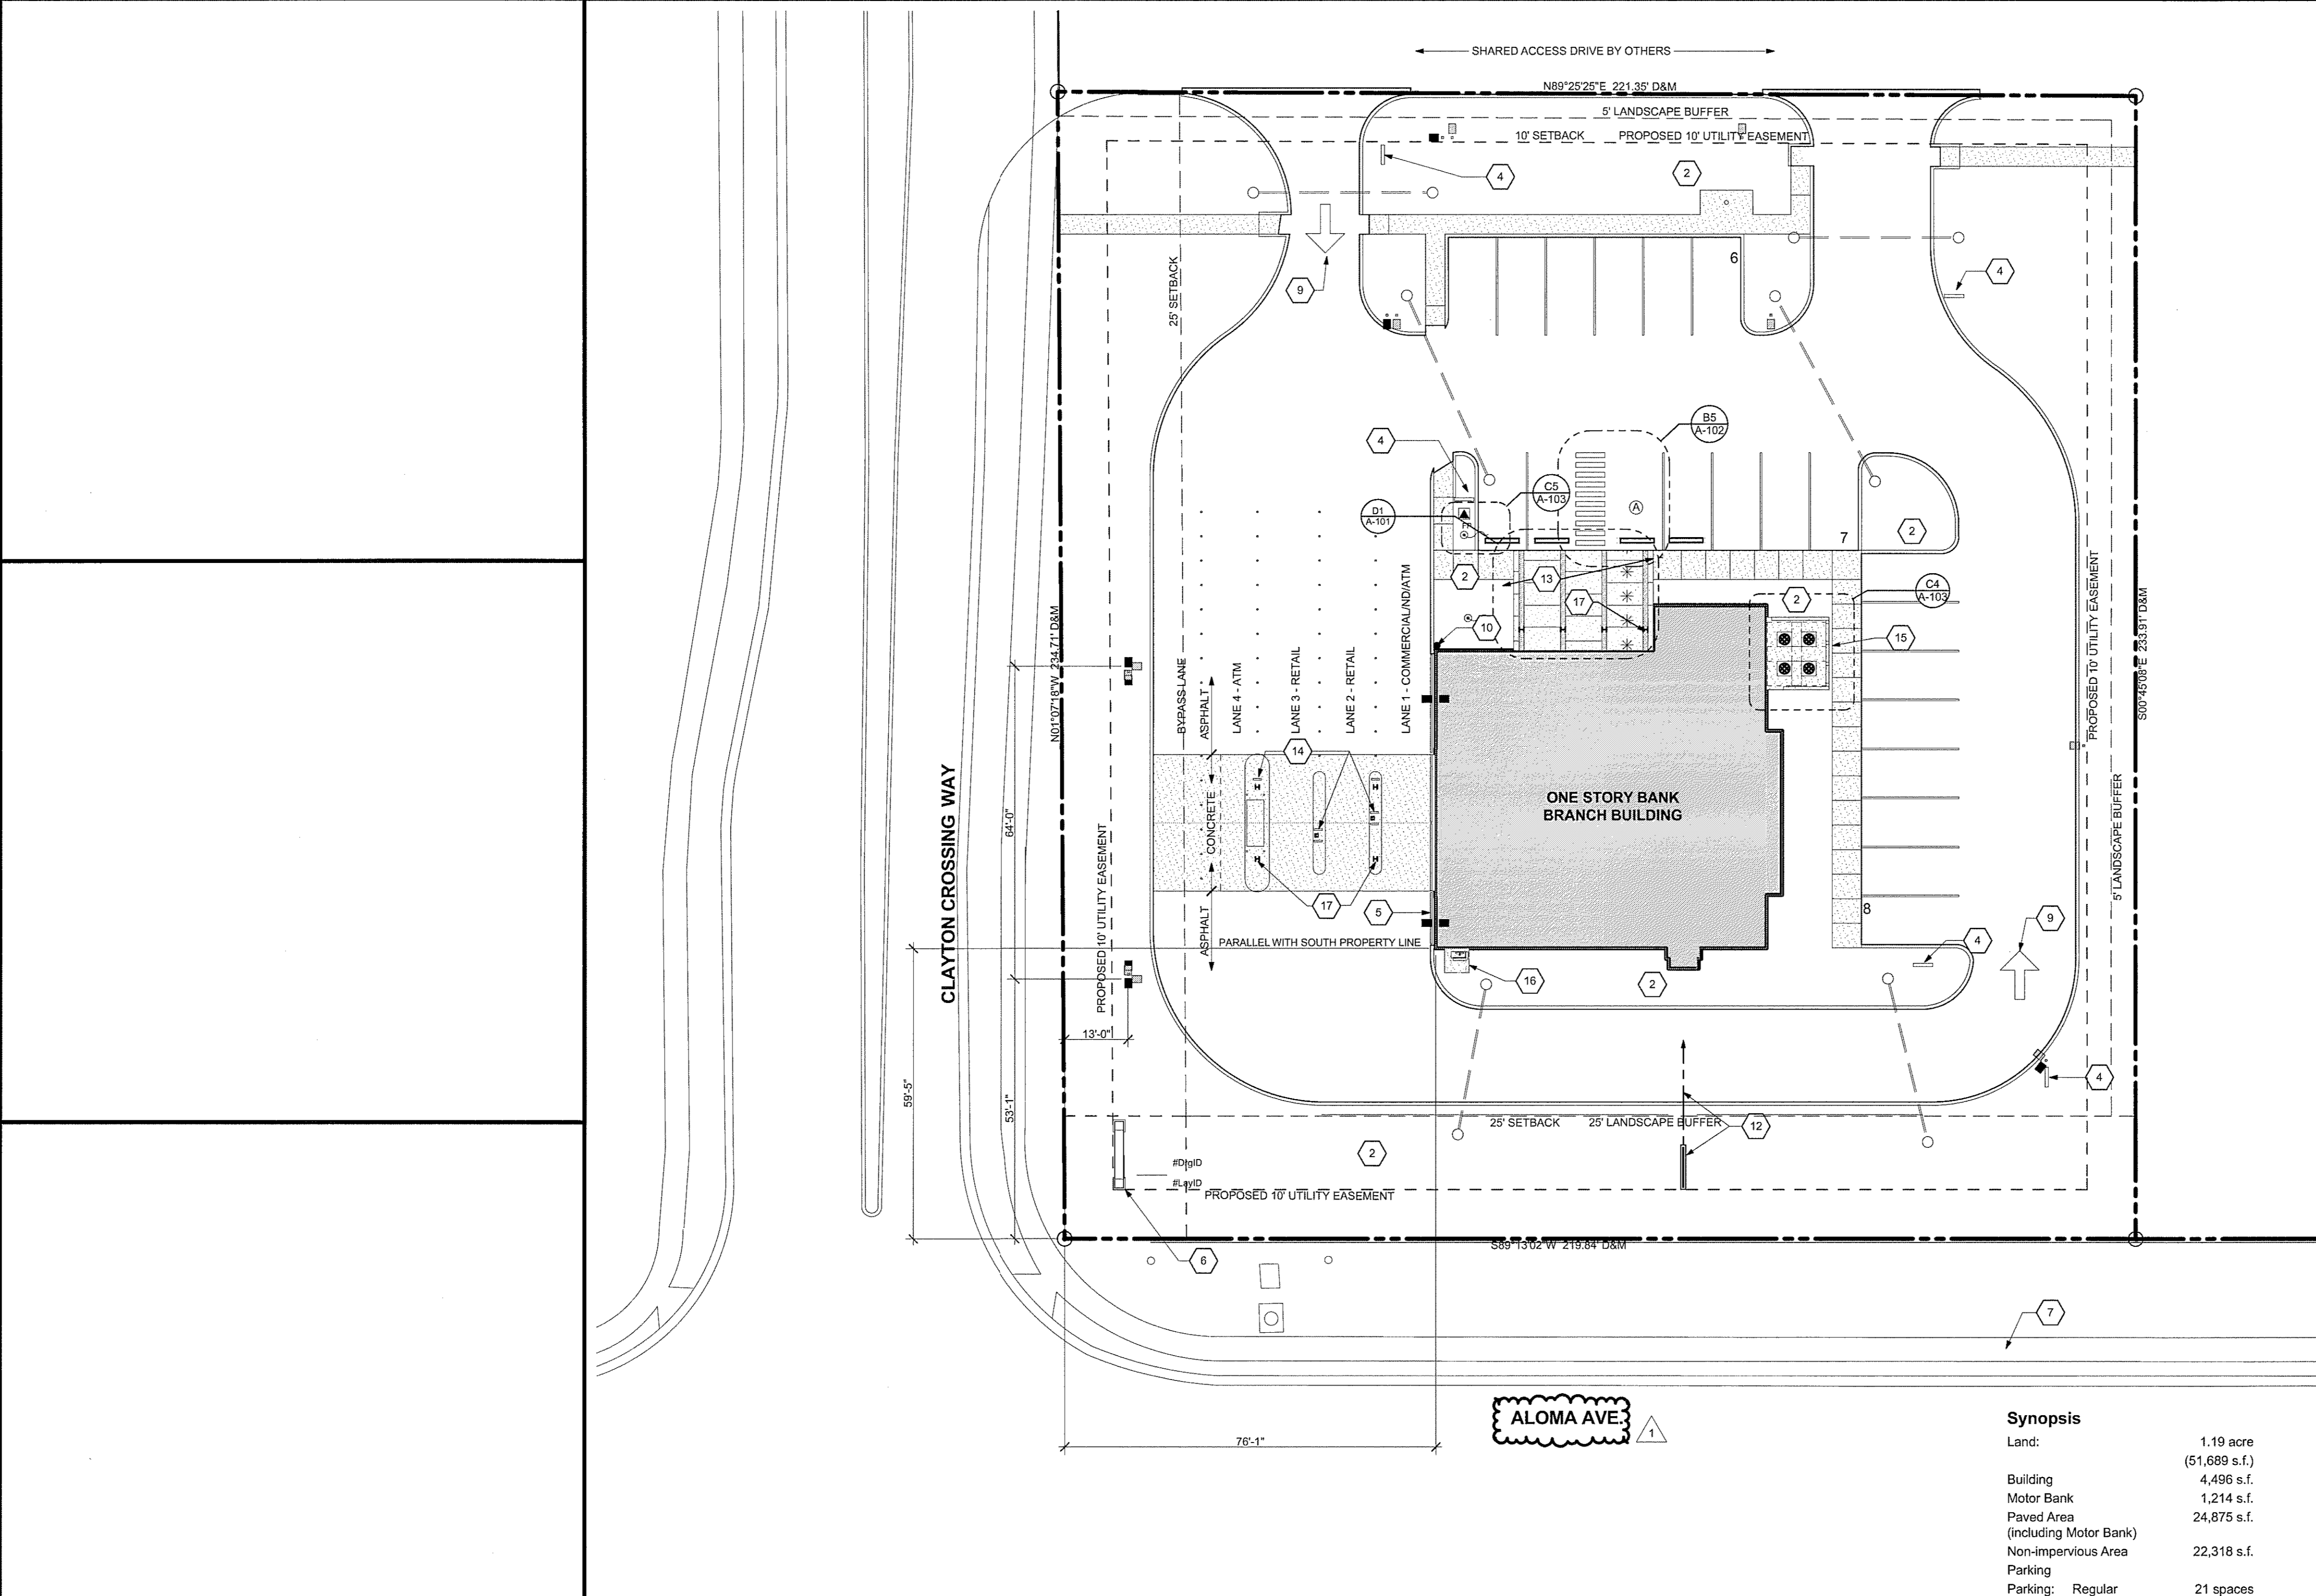 SHARED ACCESS DRIVE BY OTHERS
N89°25'25"E 221.35' D&M
5' LANDSCAPE BUFFER
10' SETBACK PROPOSED 10' UTILITY EASEMENT
4
2
9
25' SETBACK
6
4
B5
A-102
4
C5
A-103
D1
A-101
FP
A
7
2
2
13
17
10
2
C4
A-103
15
N01°07'18"W 234.71' D&M
S00°45'08"E 233.91' D&M
PROPOSED 10' UTILITY EASEMENT
5' LANDSCAPE BUFFER
BYPASS LANE
ASPHALT
LANE 4 - ATM
LANE 3 - RETAIL
LANE 2 - RETAIL
LANE 1 - COMMERCIAL/ND/ATM
14
CONCRETE
ONE STORY BANK
BRANCH BUILDING
CLAYTON CROSSING WAY
64'-0"
PROPOSED 10' UTILITY EASEMENT
17
5
8
9
ASPHALT
PARALLEL WITH SOUTH PROPERTY LINE
4
16
2
13'-0"
59'-5"
53'-1"
4
25' SETBACK 25' LANDSCAPE BUFFER
12
2
#DrgID
#LayID
PROPOSED 10' UTILITY EASEMENT
S89°13'02"W 219.84' D&M
6
7
ALOMA AVE.
1
76'-1"
Synopsis
Land: 1.19 acre
(51,689 s.f.)
Building 4,496 s.f.
Motor Bank 1,214 s.f.
Paved Area 24,875 s.f.
(including Motor Bank)
Non-impervious Area 22,318 s.f.
Parking
Parking: Regular 21 spaces